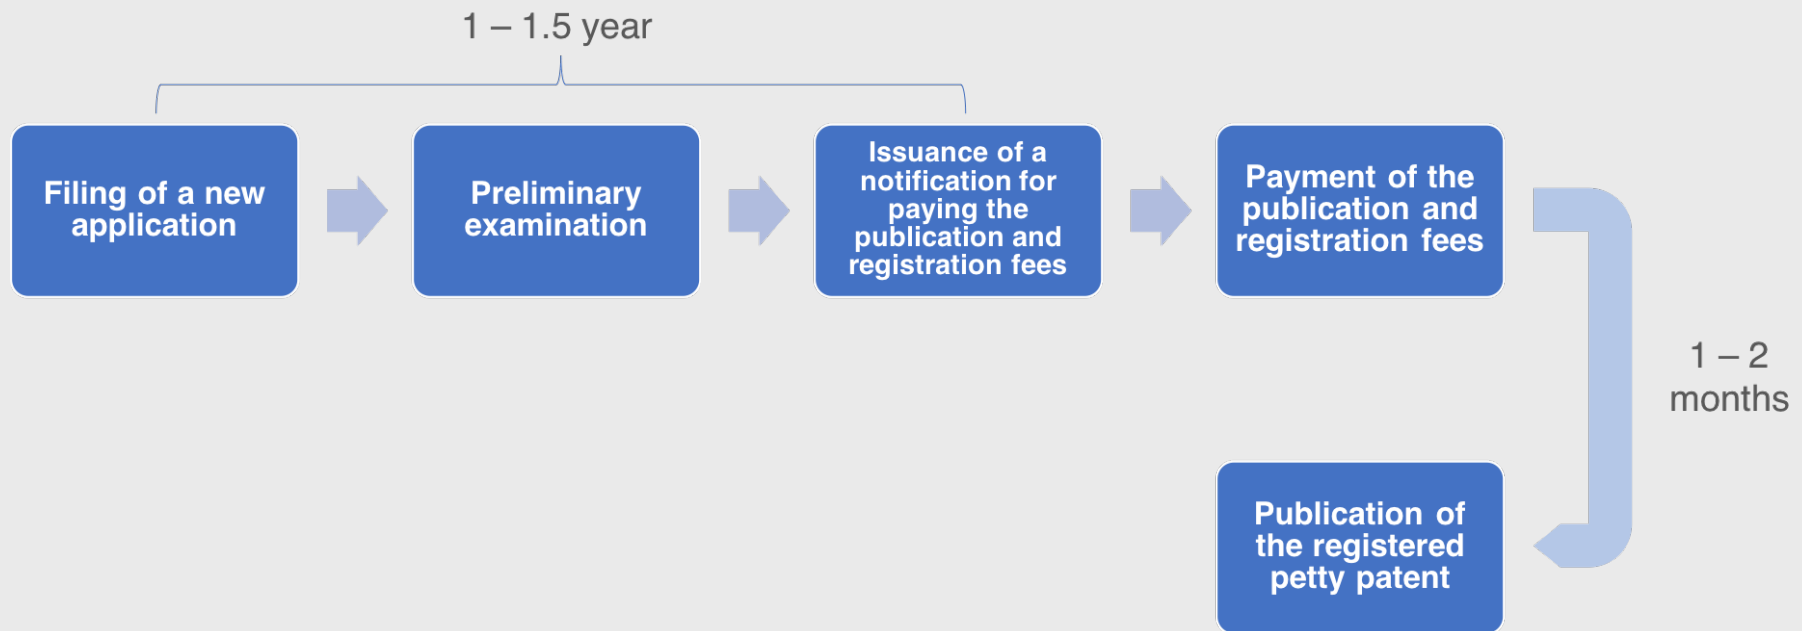 1 – 1.5 year
Filing of a new
application
Preliminary
examination
Issuance of a
notification for
paying the
publication and
registration fees
Payment of the
publication and
registration fees
1 – 2
months
Publication of
the registered
petty patent